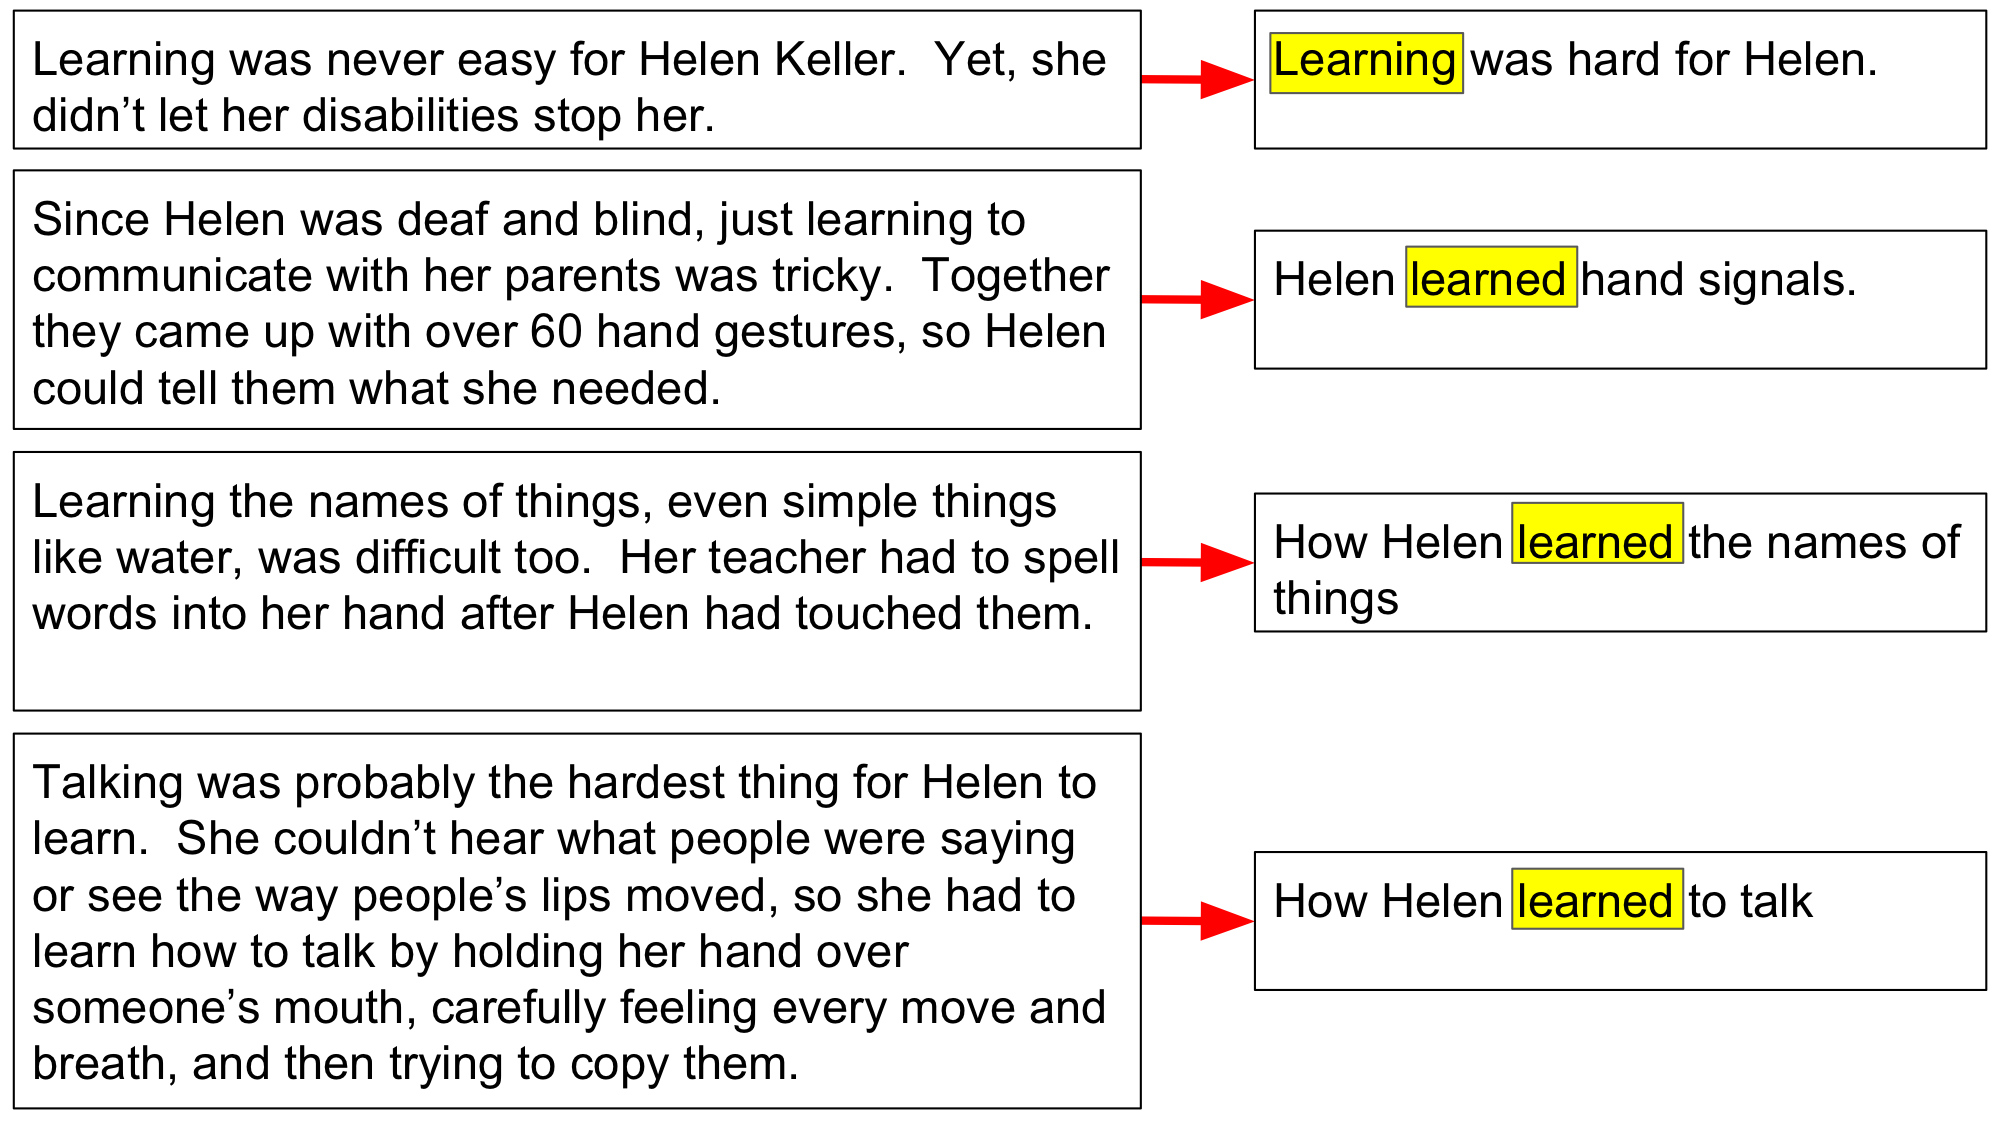 Learning was never easy for Helen Keller.  Yet, she
didn’t let her disabilities stop her.
Learning was hard for Helen.
Since Helen was deaf and blind, just learning to
communicate with her parents was tricky.  Together
they came up with over 60 hand gestures, so Helen
could tell them what she needed.
Helen learned hand signals.
Learning the names of things, even simple things
like water, was difficult too.  Her teacher had to spell
words into her hand after Helen had touched them.
How Helen learned the names of
things
Talking was probably the hardest thing for Helen to
learn.  She couldn’t hear what people were saying
or see the way people’s lips moved, so she had to
learn how to talk by holding her hand over
someone’s mouth, carefully feeling every move and
breath, and then trying to copy them.
How Helen learned to talk